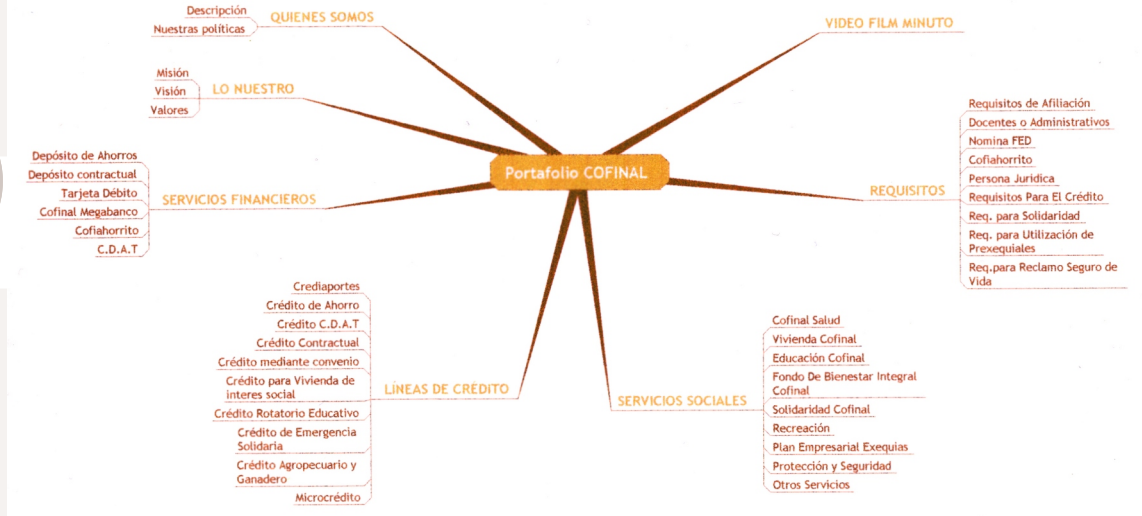 Descripción
Nuestras políticas
QUIENES SOMOS
Misión
Visión
Valores
LO NUESTRO
Depósito de Ahorros
Depósito contractual
Tarjeta Débito
Cofinal Megabanco
Cofiahorrito
C.D.A.T
SERVICIOS FINANCIEROS
Crediaportes
Crédito de Ahorro
Crédito C.D.A.T
Crédito Contractual
Crédito mediante convenio
Crédito para Vivienda de
interes social
Crédito Rotatorio Educativo
Crédito de Emergencia
Solidaria
Crédito Agropecuario y
Ganadero
Microcrédito
LÍNEAS DE CRÉDITO
Portafolio COFINAL
VIDEO FILM MINUTO
REQUISITOS
Requisitos de Afiliación
Docentes o Administrativos
Nomina FED
Cofiahorrito
Persona Juridica
Requisitos Para El Crédito
Req. para Solidaridad
Req. para Utilización de
Prexequiales
Req.para Reclamo Seguro de
Vida
SERVICIOS SOCIALES
Cofinal Salud
Vivienda Cofinal
Educación Cofinal
Fondo De Bienestar Integral
Cofinal
Solidaridad Cofinal
Recreación
Plan Empresarial Exequias
Protección y Seguridad
Otros Servicios